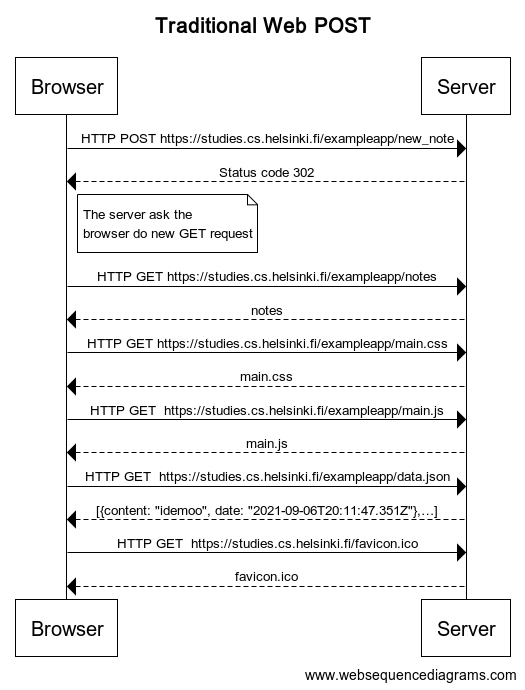 Traditional Web POST
Browser
Server
HTTP POST https://studies.cs.helsinki.fi/exampleapp/new_note
Status code 302
The server ask the
browser do new GET request
HTTP GET https://studies.cs.helsinki.fi/exampleapp/notes
notes
HTTP GET https://studies.cs.helsinki.fi/exampleapp/main.css
main.css
HTTP GET  https://studies.cs.helsinki.fi/exampleapp/main.js
main.js
HTTP GET  https://studies.cs.helsinki.fi/exampleapp/data.json
[{content: "idemoo", date: "2021-09-06T20:11:47.351Z"},…]
HTTP GET  https://studies.cs.helsinki.fi/favicon.ico
favicon.ico
Browser
Server
www.websequencediagrams.com